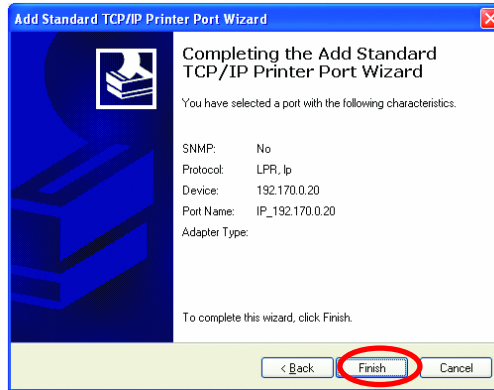 Add Standard TCP/IP Printer Port Wizard
Completing the Add Standard
TCP/IP Printer Port Wizard
You have selected a port with the following characteristics.
SNMP: No
Protocol: LPR, lp
Device: 192.170.0.20
Port Name: IP_192.170.0.20
Adapter Type:
To complete this wizard, click Finish.
< Back Finish Cancel